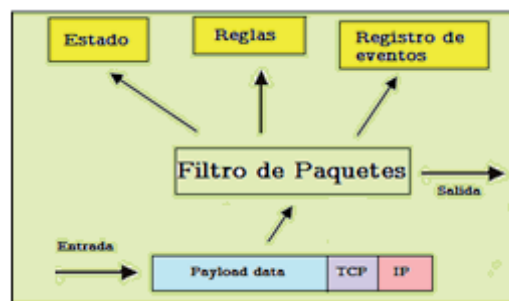 Estado
Reglas
Registro de
eventos
Filtro de Paquetes
Salida
Entrada
Payload data
TCP
IP